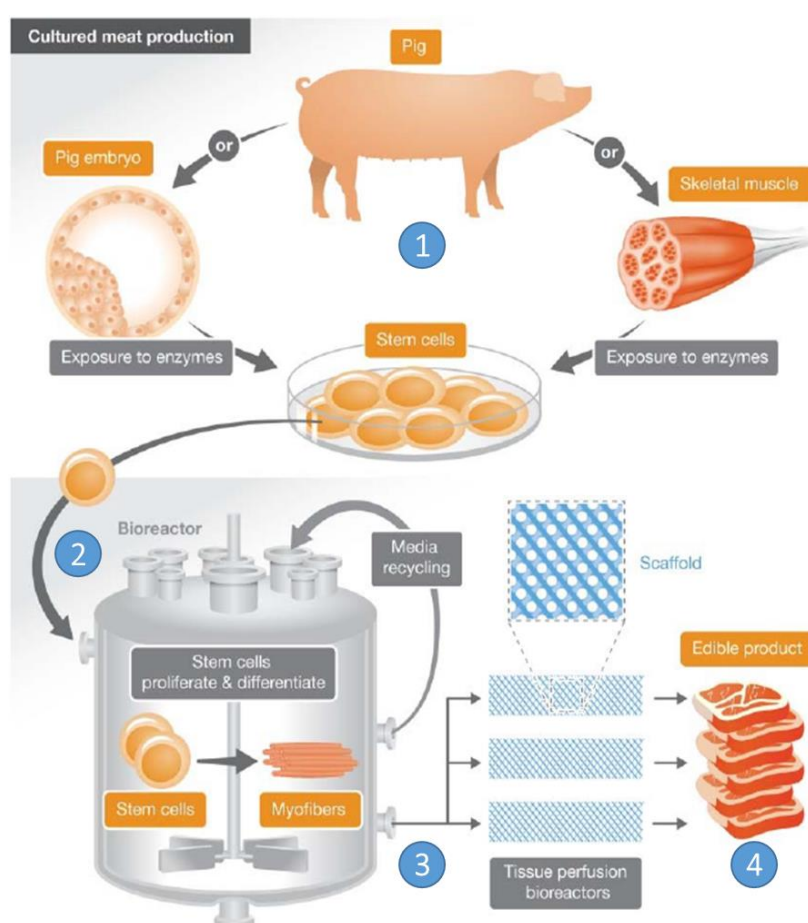 Cultured meat production
Pig
or
or
Pig embryo
Skeletal muscle
1
Stem cells
Exposure to enzymes
Exposure to enzymes
2
Bioreactor
Media
recycling
Scaffold
Stem cells
proliferate & differentiate
Edible product
Stem cells
Myofibers
3
Tissue perfusion
bioreactors
4